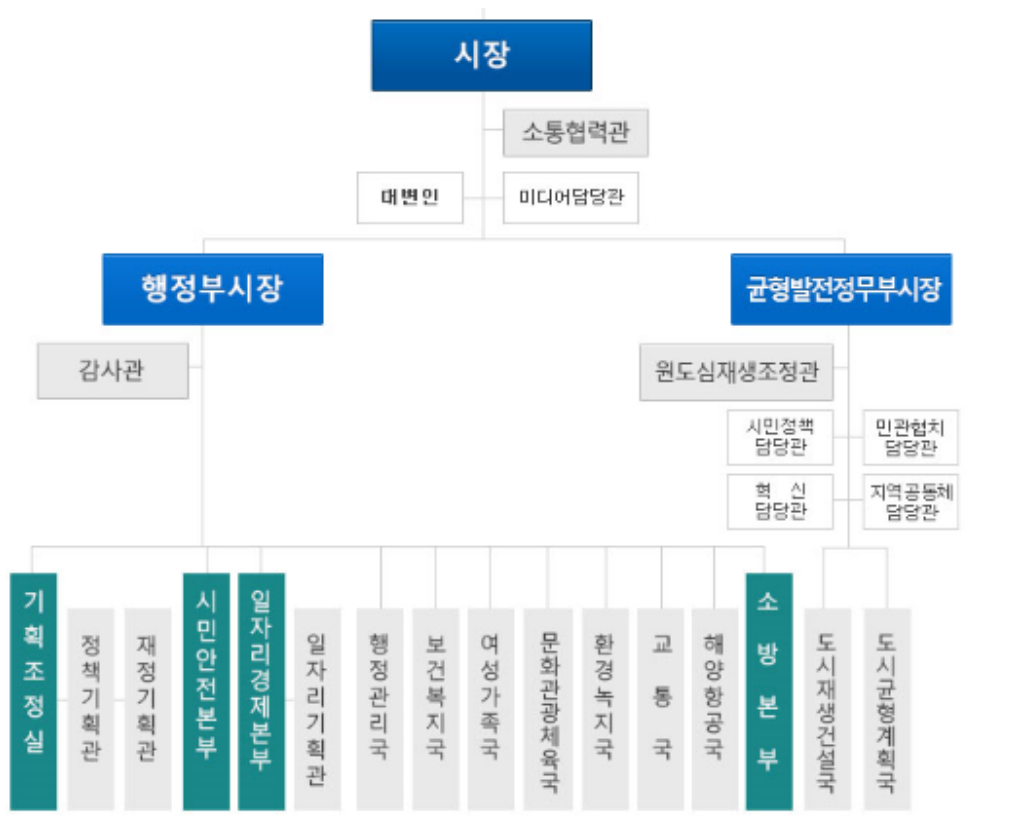 시장
소통협력관
대변인
미디어담당관
행정부시장
균형발전정무부시장
감사관
원도심재생조정관
시민정책
담당관
민관협치
담당관
혁 신
담당관
지역공동체
담당관
기획조정실
정책기획관
재정기획관
시민안전본부
일자리경제본부
일자리기획관
행정관리국
보건복지국
여성가족국
문화관광체육국
환경녹지국
교통국
해양항공국
소방본부
도시재생건설국
도시균형계획국